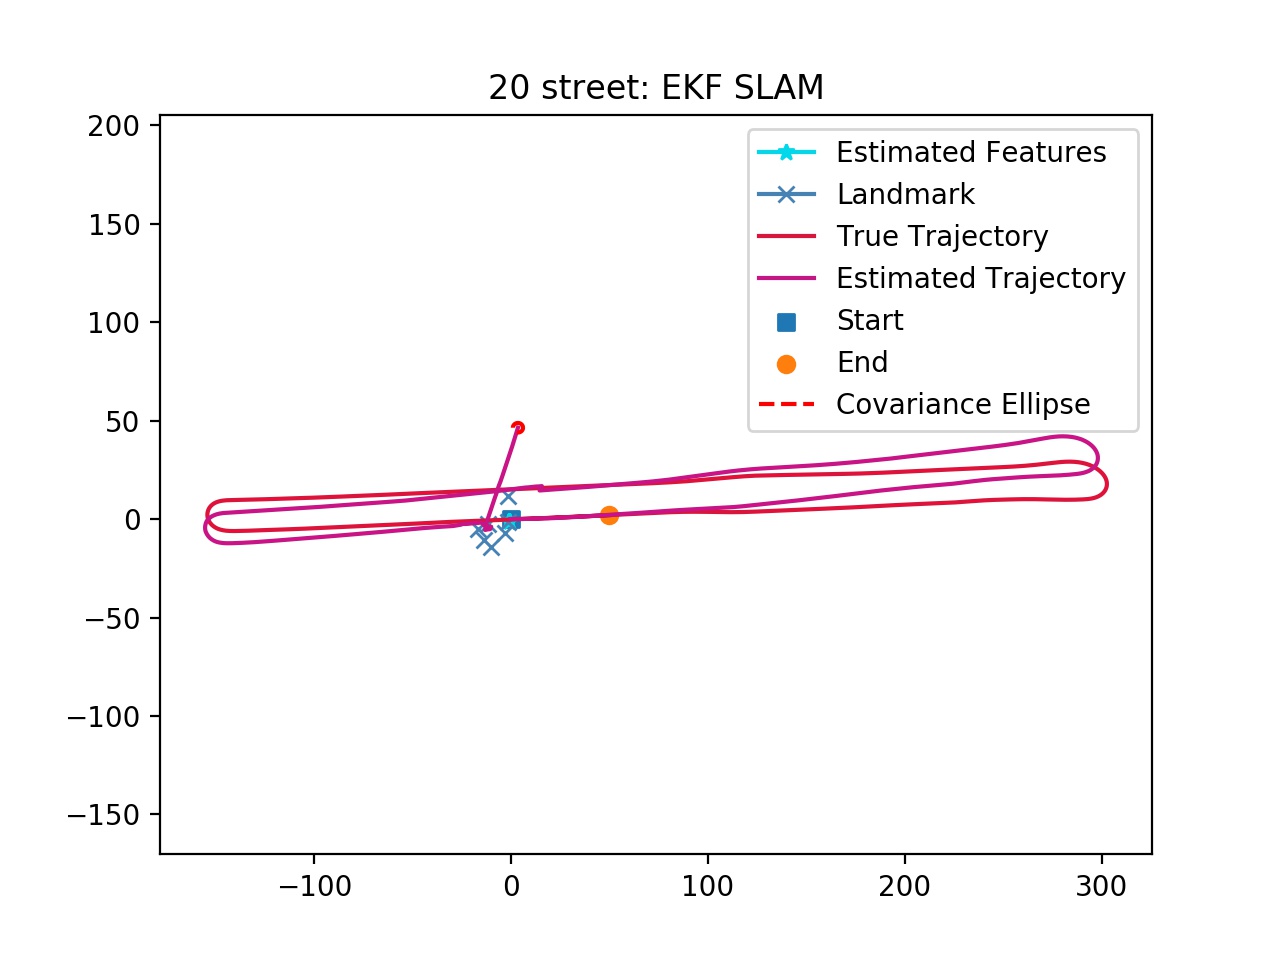 20 street: EKF SLAM
200
150
100
50
0
−50
−100
−150
−100
0
100
200
300
Estimated Features
Landmark
True Trajectory
Estimated Trajectory
Start
End
Covariance Ellipse